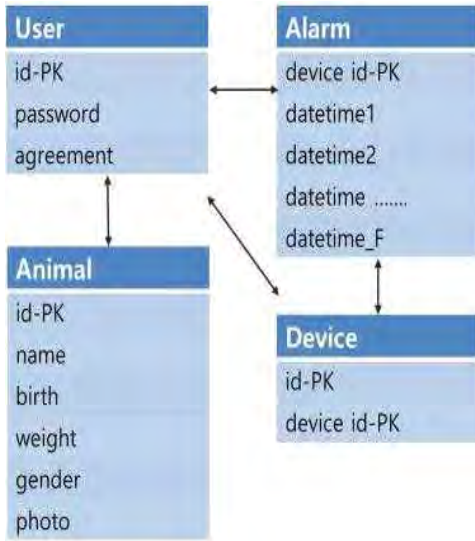 User
id-PK
password
agreement
Alarm
device id-PK
datetime1
datetime2
datetime .......
datetime_F
Animal
id-PK
name
birth
weight
gender
photo
Device
id-PK
device id-PK